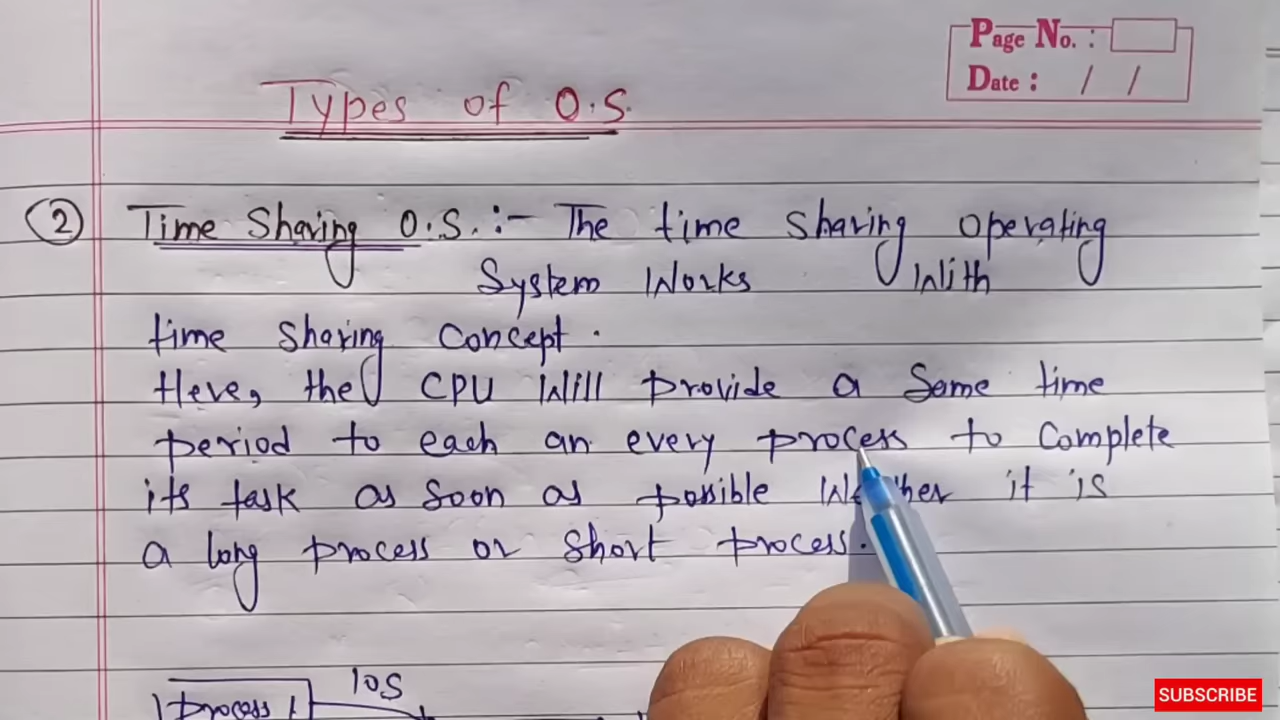 Page No. :
Date : / /
Types of O.S.
② Time Sharing O.S. :- The time sharing operating
System Works With
time sharing Concept.
Here, the CPU Will provide a Same time
period to each an every process to Complete
its task as soon as possible it is
a long process or short process.
process 10S
SUBSCRIBE